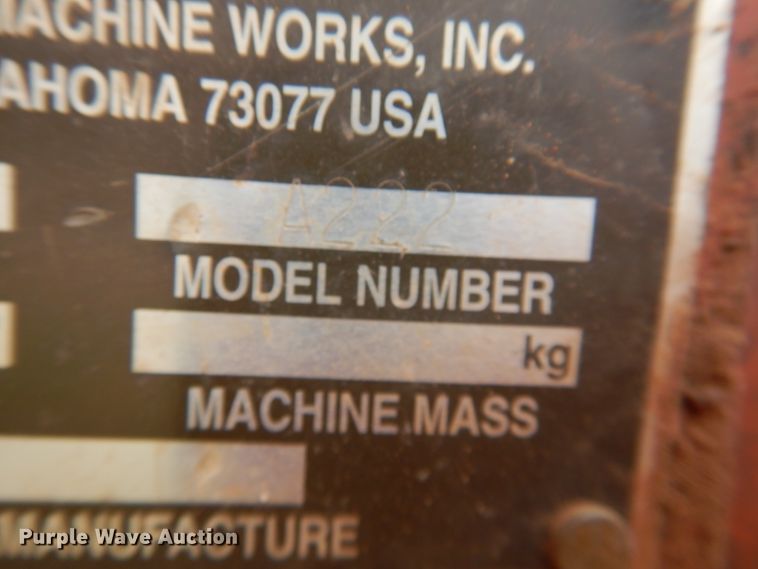 MACHINE WORKS, INC.
AHOMA 73077 USA
A222
MODEL NUMBER
kg
MACHINE MASS
MANUFACTURE
Purple Wave Auction